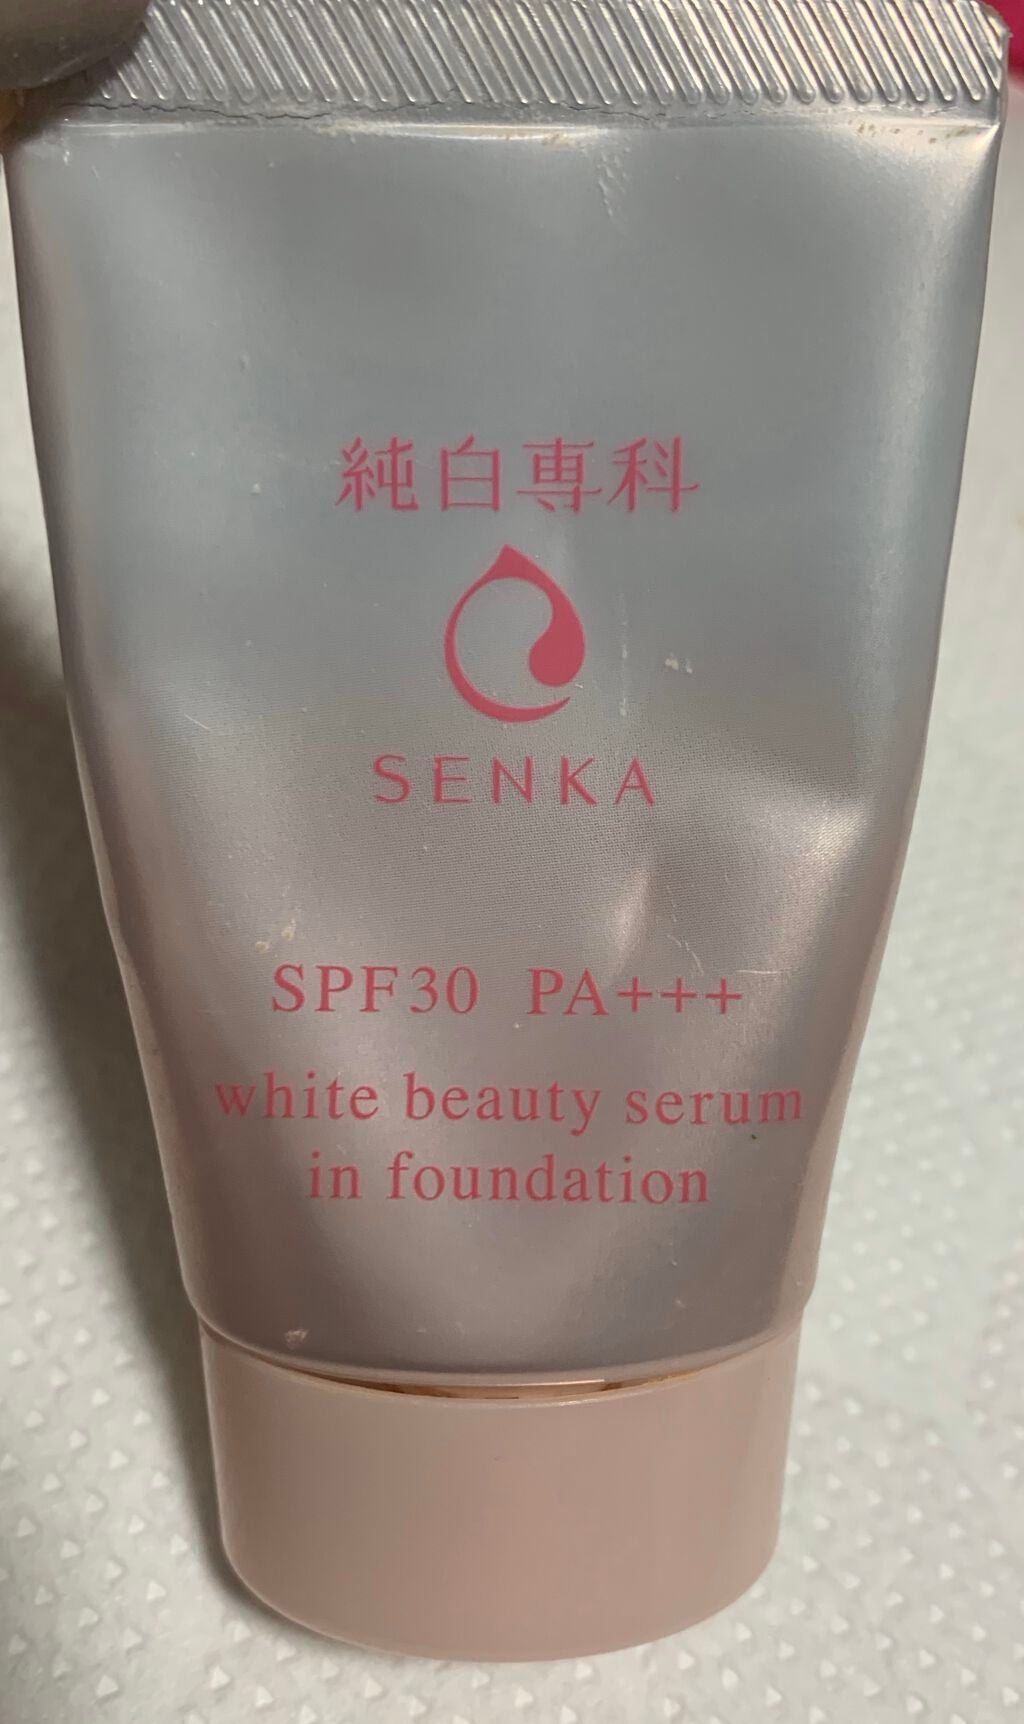 純白専科
SENKA
SPF30 PA+++
white beauty serum
in foundation